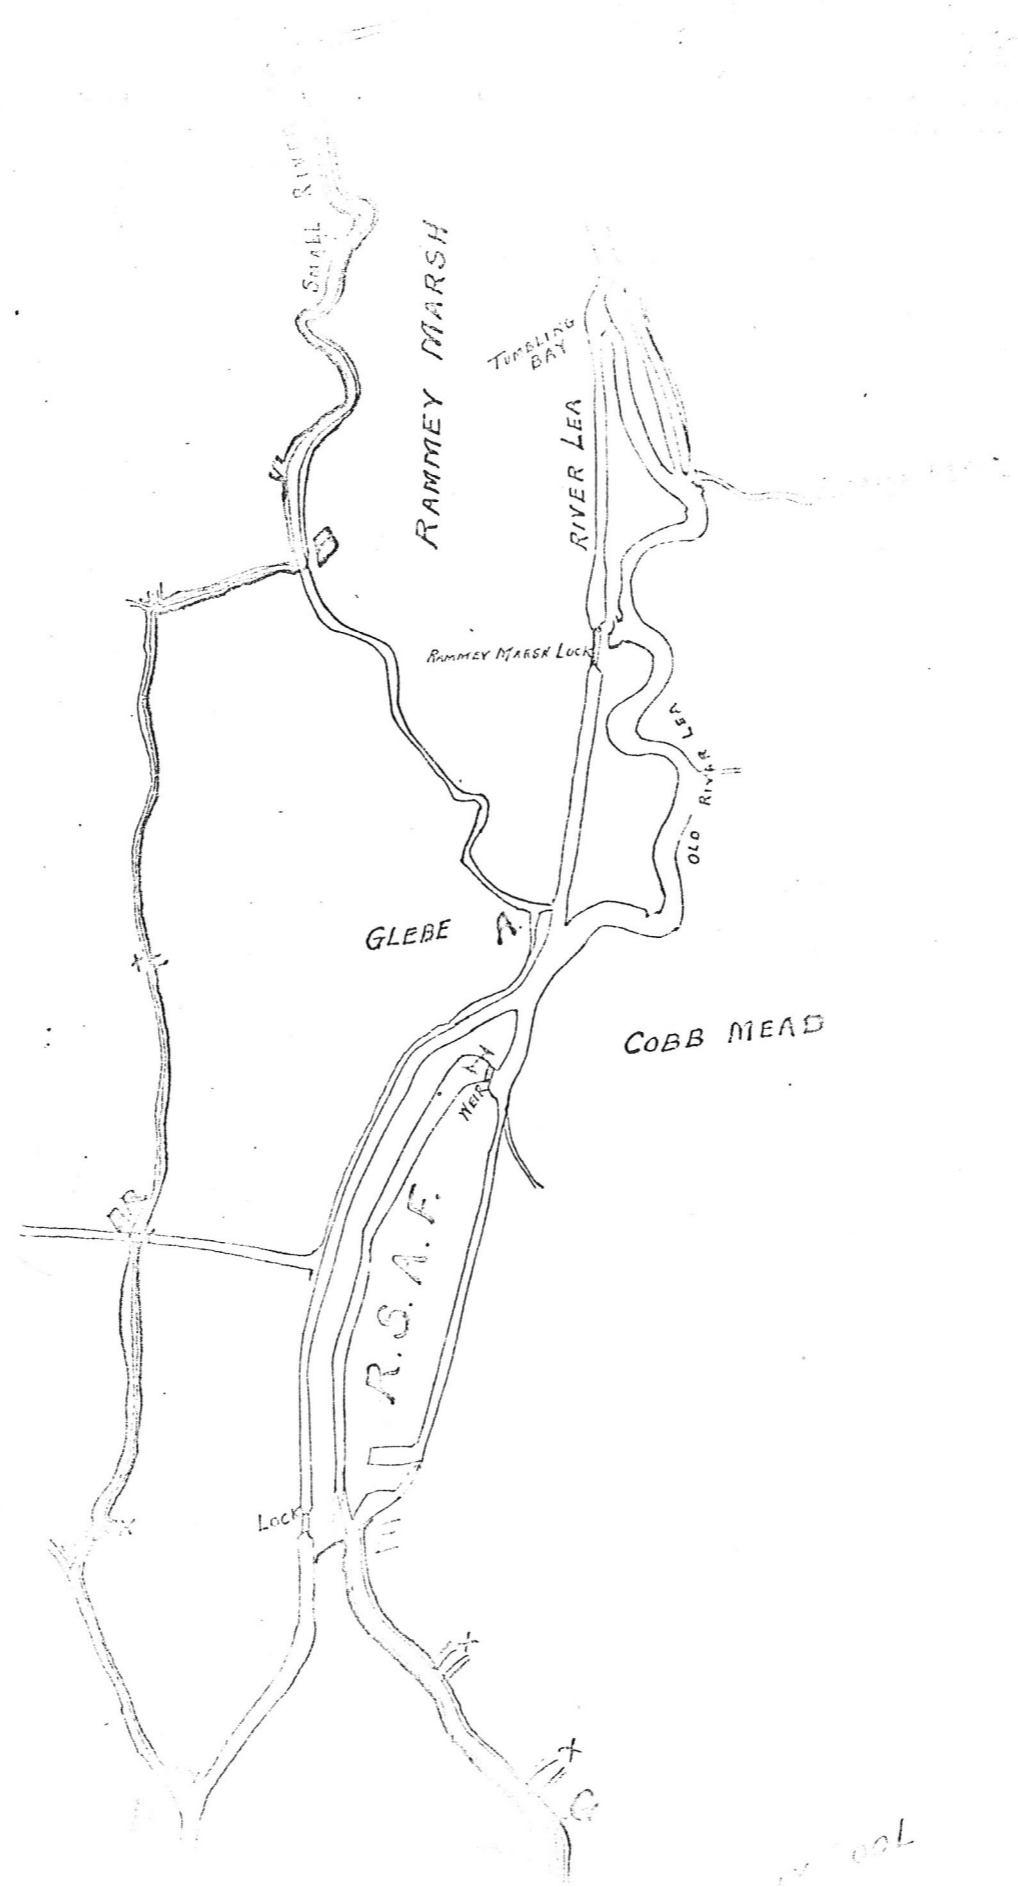 SMALL RIVER
RAMMEY MARSH
TUMBLING
BAY
RIVER LEA
B
RAMMEY MARSH LOCK
OLD RIVER LEA
GLEBE
A.
COBB MEAD
WEIR
R.S.A.F.
Lock